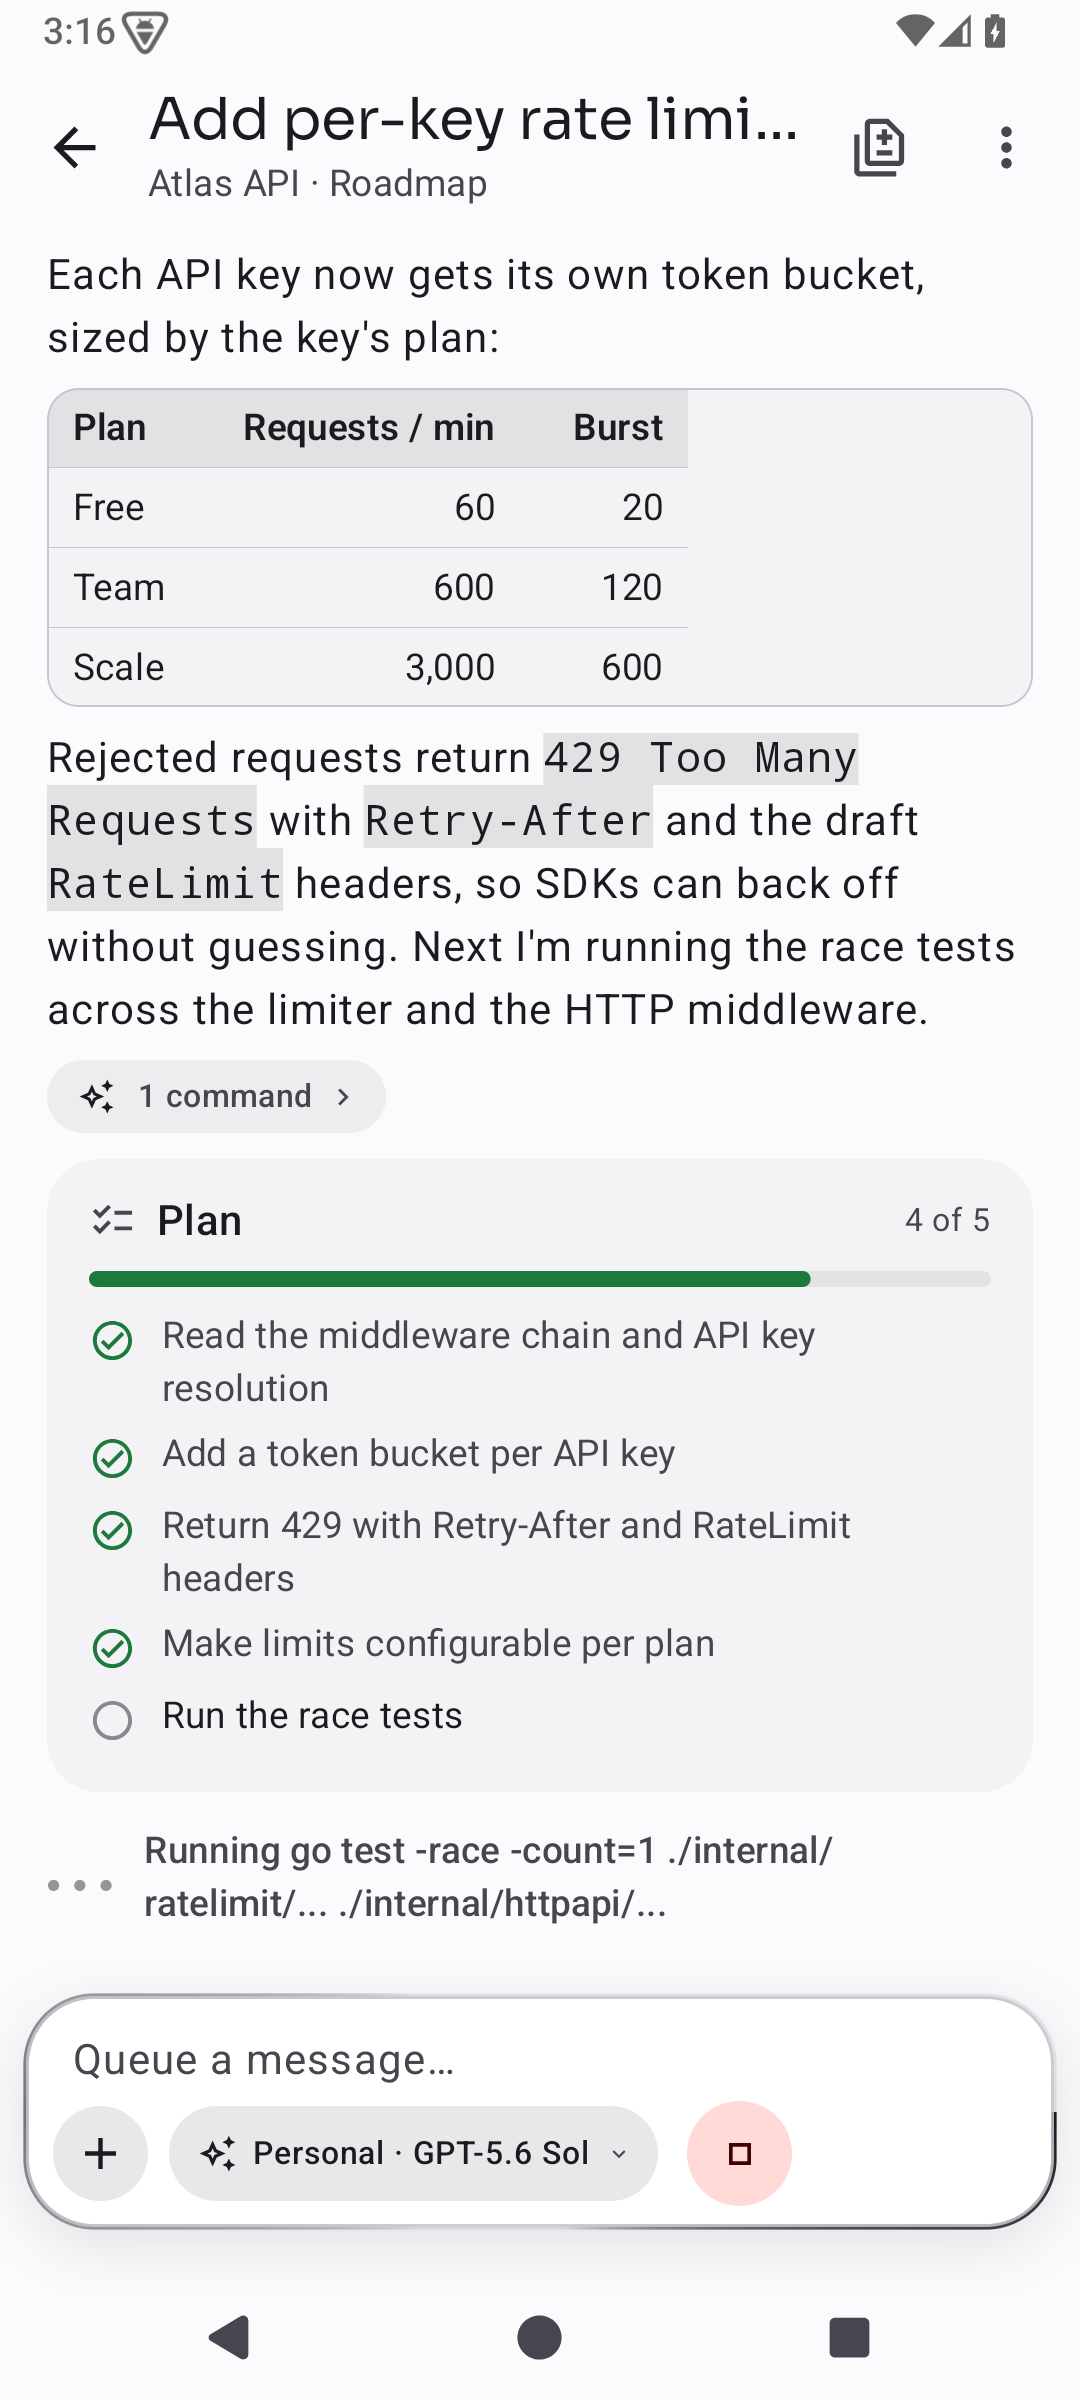 3:16
Add per-key rate limi...
Atlas API · Roadmap
Each API key now gets its own token bucket,
sized by the key's plan:
Plan Requests / min Burst
Free 60 20
Team 600 120
Scale 3,000 600
Rejected requests return 429 Too Many
Requests with Retry-After and the draft
RateLimit headers, so SDKs can back off
without guessing. Next I'm running the race tests
across the limiter and the HTTP middleware.
1 command
Plan 4 of 5
Read the middleware chain and API key
resolution
Add a token bucket per API key
Return 429 with Retry-After and RateLimit
headers
Make limits configurable per plan
Run the race tests
Running go test -race -count=1 ./internal/
ratelimit/... ./internal/httpapi/...
Queue a message…
Personal · GPT-5.6 Sol